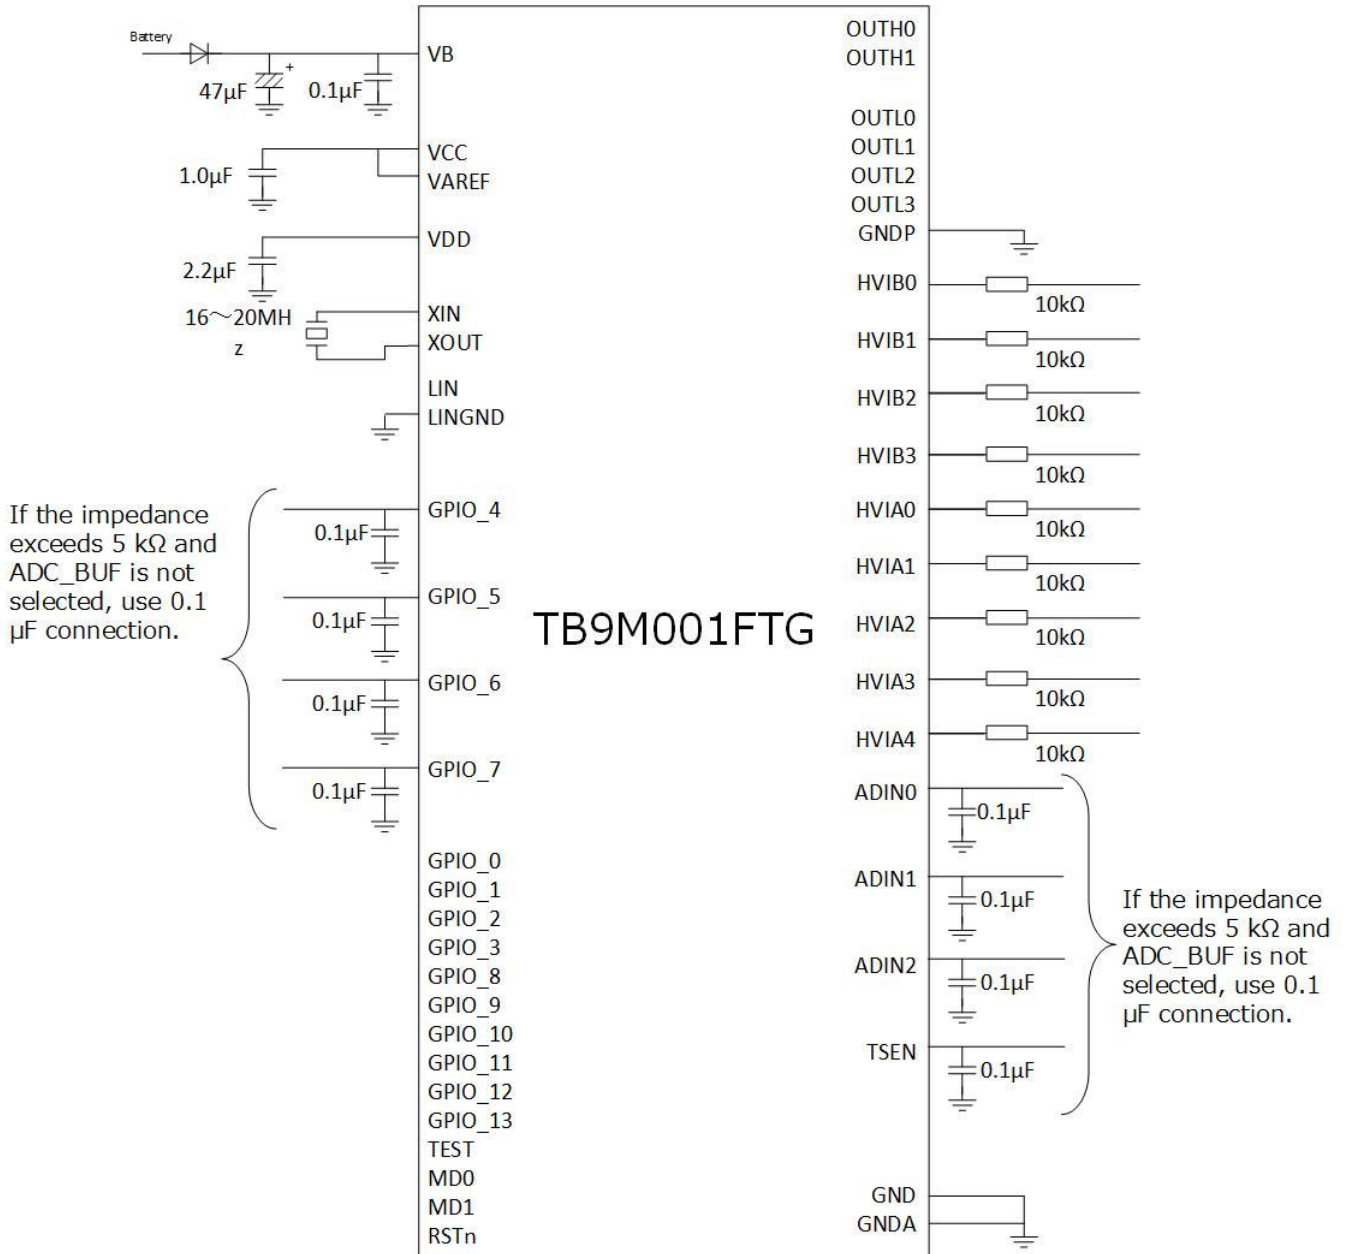 Battery
+
47μF
0.1μF
VB
1.0μF
VCC
VAREF
2.2μF
VDD
16～20MH
z
XIN
XOUT
LIN
LINGND
If the impedance
exceeds 5 kΩ and
ADC_BUF is not
selected, use 0.1
μF connection.
0.1μF
GPIO_4
0.1μF
GPIO_5
0.1μF
GPIO_6
0.1μF
GPIO_7
GPIO_0
GPIO_1
GPIO_2
GPIO_3
GPIO_8
GPIO_9
GPIO_10
GPIO_11
GPIO_12
GPIO_13
TEST
MD0
MD1
RSTn
TB9M001FTG
OUTH0
OUTH1
OUTL0
OUTL1
OUTL2
OUTL3
GNDP
HVIB0
10kΩ
HVIB1
10kΩ
HVIB2
10kΩ
HVIB3
10kΩ
HVIA0
10kΩ
HVIA1
10kΩ
HVIA2
10kΩ
HVIA3
10kΩ
HVIA4
10kΩ
ADIN0
0.1μF
ADIN1
0.1μF
ADIN2
0.1μF
TSEN
0.1μF
If the impedance
exceeds 5 kΩ and
ADC_BUF is not
selected, use 0.1
μF connection.
GND
GNDA